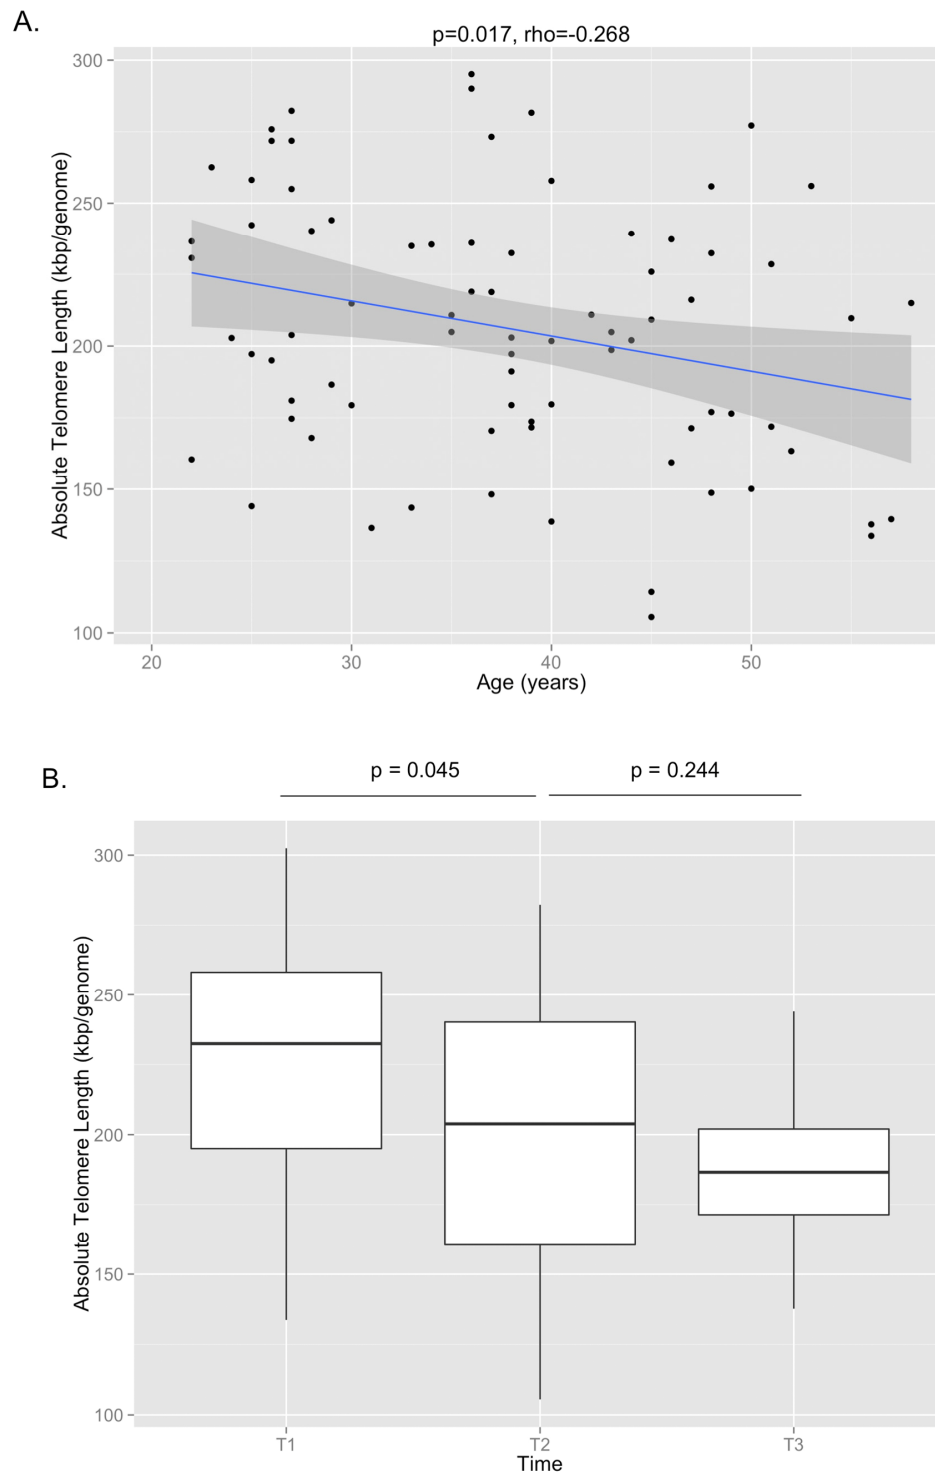 A.
p=0.017, rho=-0.268
300
250
200
150
100
Absolute Telomere Length (kbp/genome)
20 30 40 50
Age (years)
B.
p = 0.045 p = 0.244
300
250
200
150
100
Absolute Telomere Length (kbp/genome)
T1 T2 T3
Time